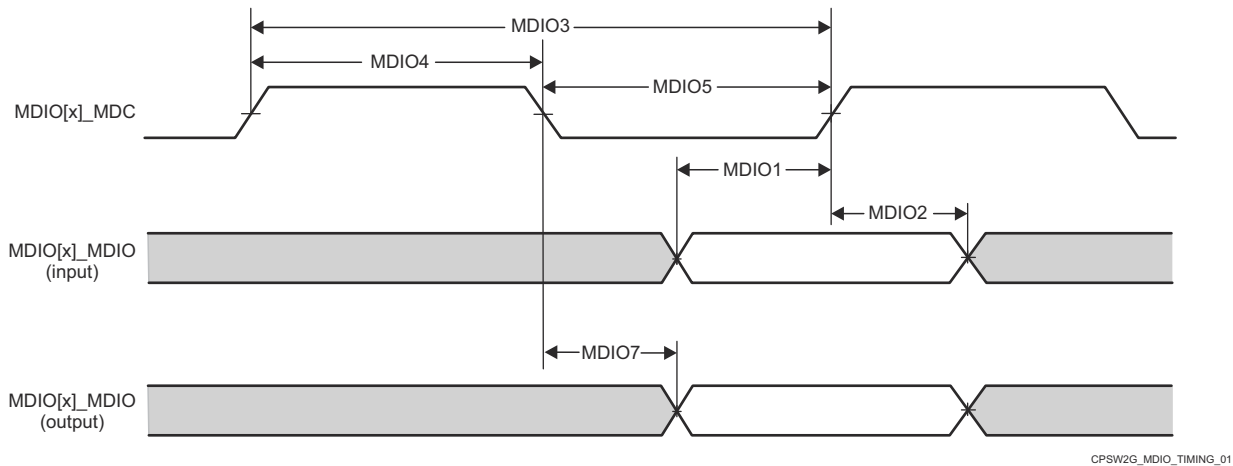 MDIO3
MDIO4
MDIO5
MDIO[x]_MDC
MDIO1
MDIO2
MDIO[x]_MDIO
(input)
MDIO7
MDIO[x]_MDIO
(output)
CPSW2G_MDIO_TIMING_01